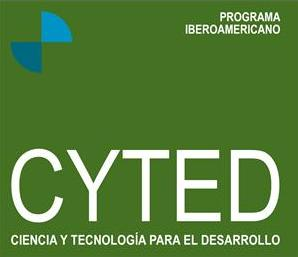 PROGRAMA
IBEROAMERICANO
CYTED
CIENCIA Y TECNOLOGÍA PARA EL DESARROLLO